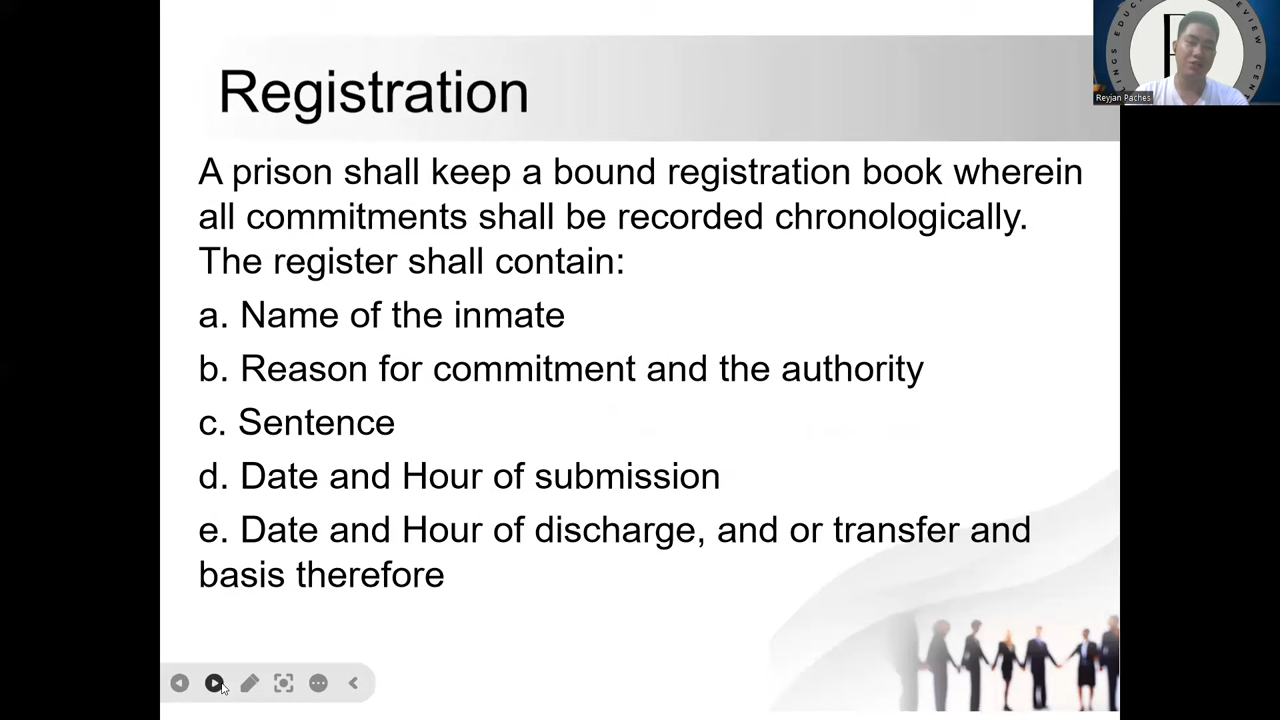 Registration
A prison shall keep a bound registration book wherein
all commitments shall be recorded chronologically.
The register shall contain:
a. Name of the inmate
b. Reason for commitment and the authority
c. Sentence
d. Date and Hour of submission
e. Date and Hour of discharge, and or transfer and
basis therefore
Reyjan Paches